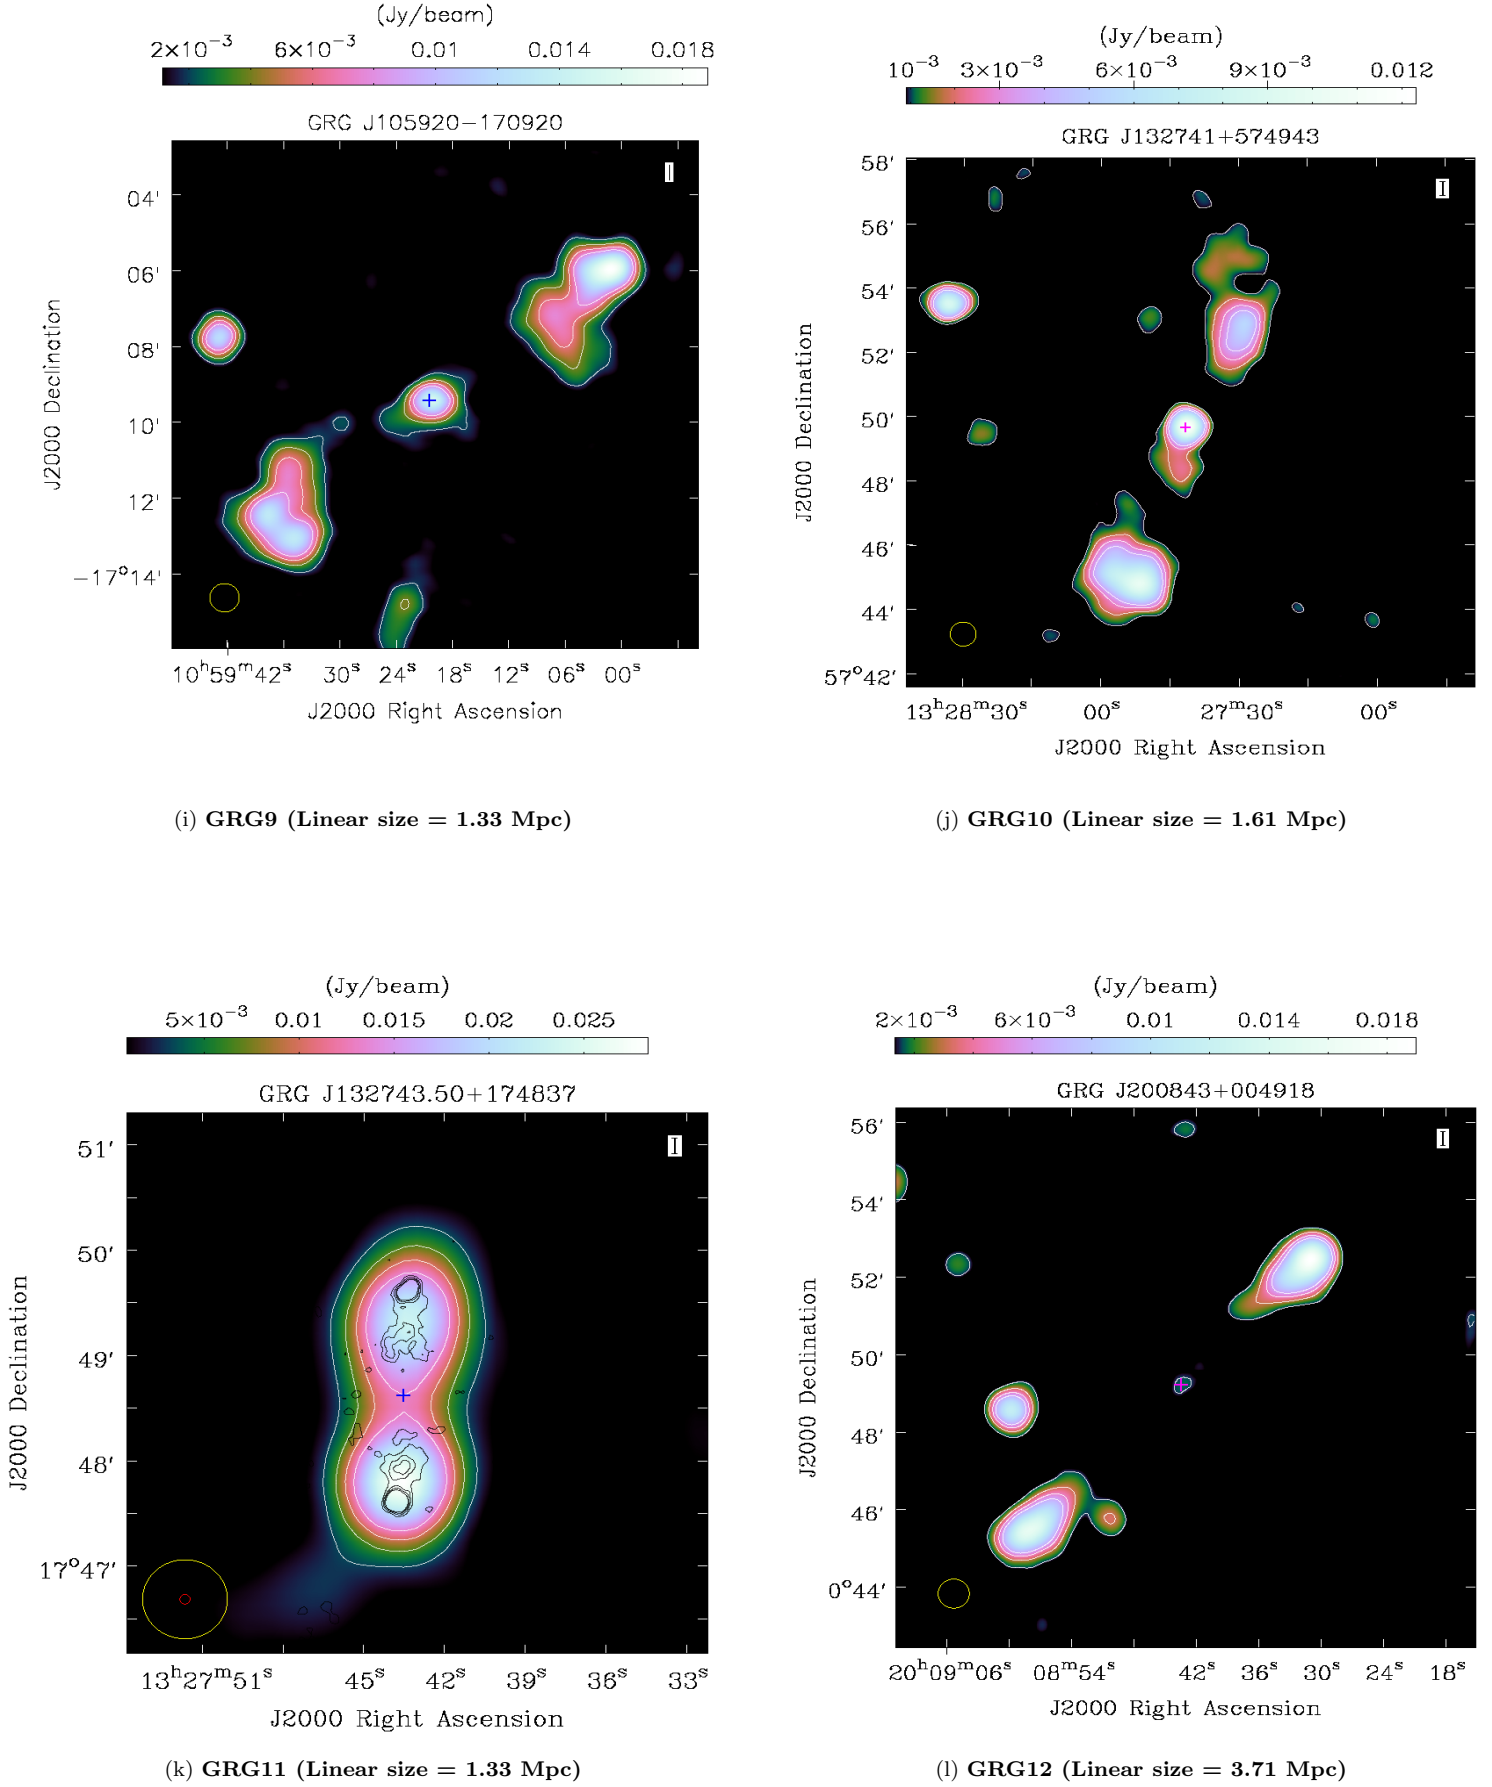 (Jy/beam)
2×10⁻³ 6×10⁻³ 0.01 0.014 0.018
GRG J105920−170920
I
04'
06'
08'
10'
12'
−17°14'
J2000 Declination
10ʰ59ᵐ42ˢ 30ˢ 24ˢ 18ˢ 12ˢ 06ˢ 00ˢ
J2000 Right Ascension
(i) GRG9 (Linear size = 1.33 Mpc)
(Jy/beam)
10⁻³ 3×10⁻³ 6×10⁻³ 9×10⁻³ 0.012
GRG J132741+574943
I
58'
56'
54'
52'
50'
48'
46'
44'
57°42'
J2000 Declination
13ʰ28ᵐ30ˢ 00ˢ 27ᵐ30ˢ 00ˢ
J2000 Right Ascension
(j) GRG10 (Linear size = 1.61 Mpc)
(Jy/beam)
5×10⁻³ 0.01 0.015 0.02 0.025
GRG J132743.50+174837
I
51'
50'
49'
48'
17°47'
J2000 Declination
13ʰ27ᵐ51ˢ 45ˢ 42ˢ 39ˢ 36ˢ 33ˢ
J2000 Right Ascension
(k) GRG11 (Linear size = 1.33 Mpc)
(Jy/beam)
2×10⁻³ 6×10⁻³ 0.01 0.014 0.018
GRG J200843+004918
I
56'
54'
52'
50'
48'
46'
0°44'
J2000 Declination
20ʰ09ᵐ06ˢ 08ᵐ54ˢ 42ˢ 36ˢ 30ˢ 24ˢ 18ˢ
J2000 Right Ascension
(l) GRG12 (Linear size = 3.71 Mpc)